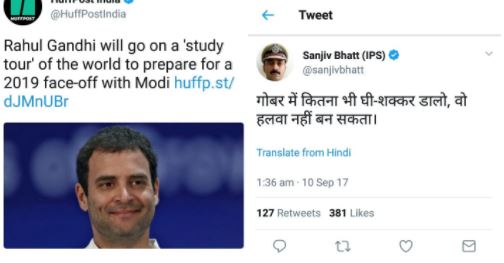 HUFFPOST
HuffPost India
@HuffPostIndia
Rahul Gandhi will go on a 'study
tour' of the world to prepare for a
2019 face-off with Modi huffp.st/
dJMnUBr
Tweet
Sanjiv Bhatt (IPS)
@sanjivbhatt
गोबर में कितना भी घी-शक्कर डालो, वो
हलवा नहीं बन सकता।
Translate from Hindi
1:36 am · 10 Sep 17
127 Retweets 381 Likes